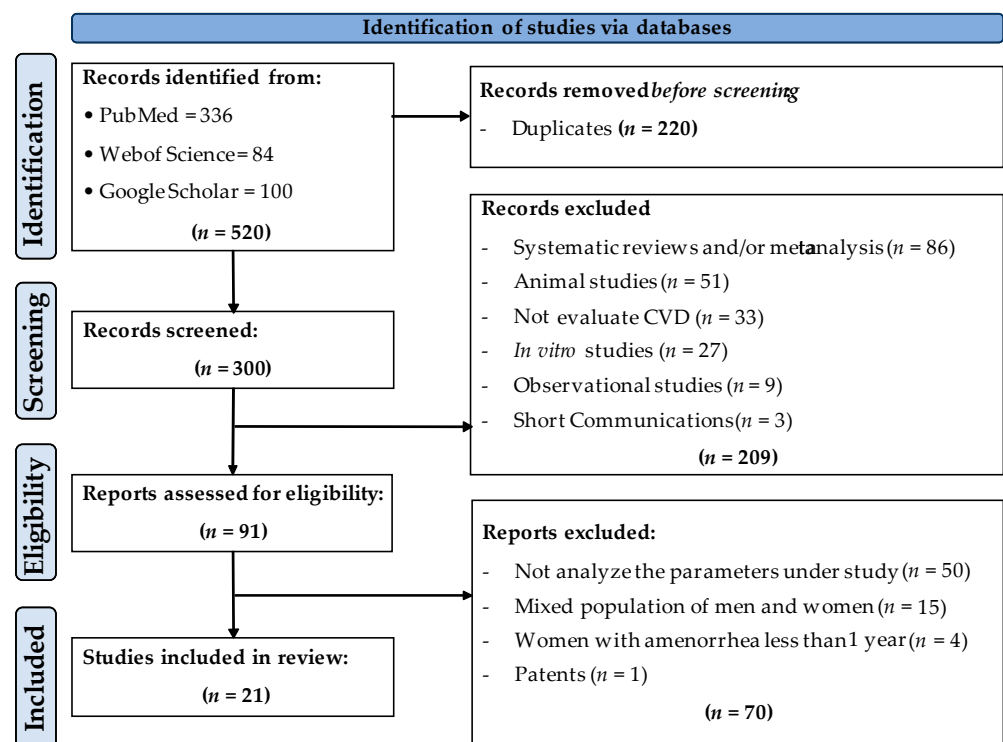 Identification of studies via databases
Identification
Records identified from:
• PubMed = 336
• Web of Science = 84
• Google Scholar = 100
(n = 520)
Records removed before screening:
- Duplicates (n = 220)
Screening
Records screened:
(n = 300)
Records excluded
- Systematic reviews and/or metanalysis (n = 86)
- Animal studies (n = 51)
- Not evaluate CVD (n = 33)
- In vitro studies (n = 27)
- Observational studies (n = 9)
- Short Communications (n = 3)
(n = 209)
Eligibility
Reports assessed for eligibility:
(n = 91)
Reports excluded:
- Not analyze the parameters under study (n = 50)
- Mixed population of men and women (n = 15)
- Women with amenorrhea less than 1 year (n = 4)
- Patents (n = 1)
(n = 70)
Included
Studies included in review:
(n = 21)